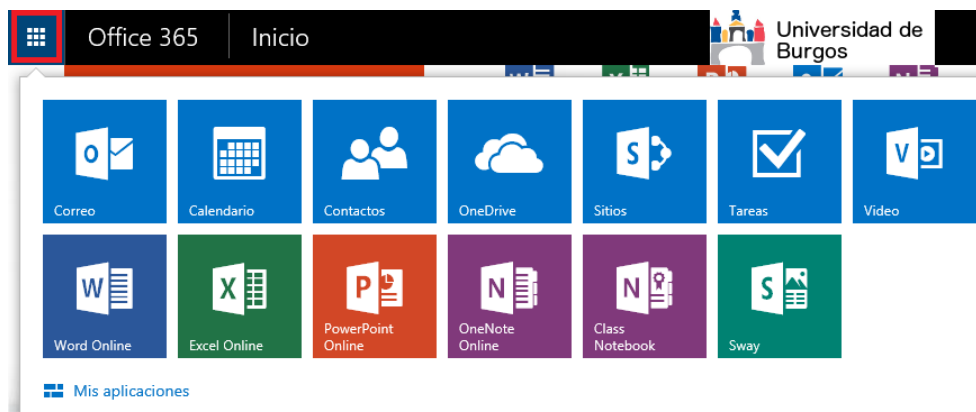 Office 365
Inicio
Universidad de
Burgos
Correo
Calendario
Contactos
OneDrive
Sitios
Tareas
Video
Word Online
Excel Online
PowerPoint
Online
OneNote
Online
Class
Notebook
Sway
Mis aplicaciones